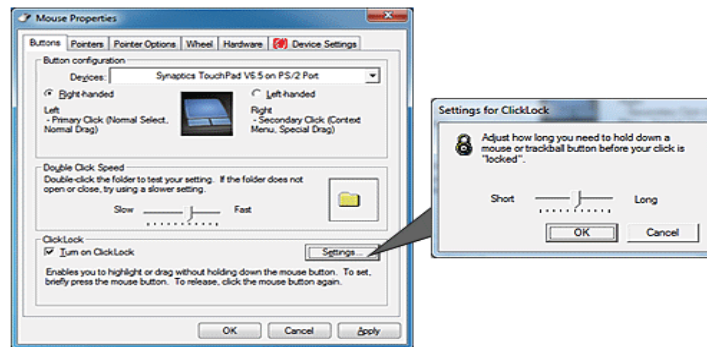 Mouse Properties
Buttons Pointers Pointer Options Wheel Hardware Device Settings
Button configuration
Devices: Synaptics TouchPad V6.5 on PS/2 Port
Right-handed Left-handed
Left
- Primary Click (Normal Select,
Normal Drag)
Right
- Secondary Click (Context
Menu, Special Drag)
Double Click Speed
Double-click the folder to test your setting. If the folder does not
open or close, try using a slower setting.
Slow Fast
ClickLock
Turn on ClickLock Settings...
Enables you to highlight or drag without holding down the mouse button. To set,
briefly press the mouse button. To release, click the mouse button again.
OK Cancel Apply
Settings for ClickLock
Adjust how long you need to hold down a
mouse or trackball button before your click is
"locked".
Short Long
OK Cancel